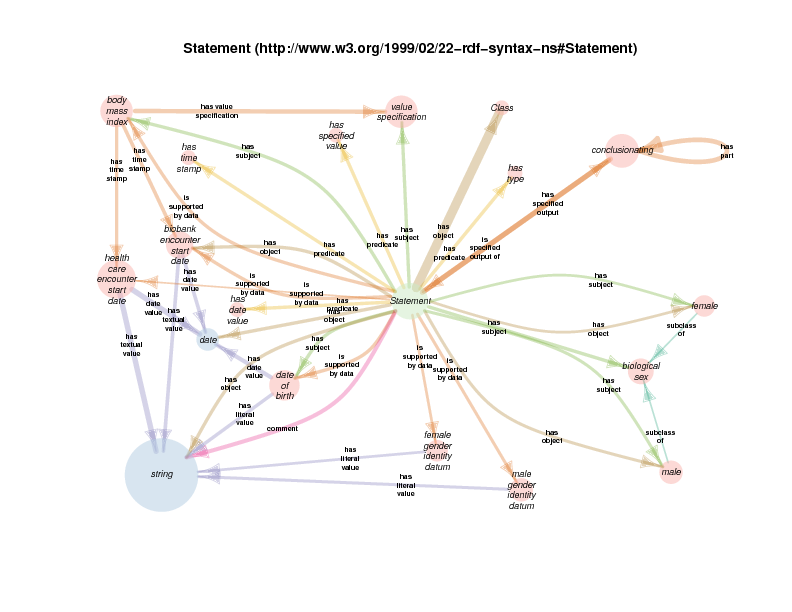 Statement (http://www.w3.org/1999/02/22−rdf−syntax−ns#Statement)
body
mass
index
has value
specification
value
specification
Class
has
specified
value
has
time
stamp
has
subject
has
time
stamp
has
time
stamp
has
type
conclusionating
has
part
is
supported
by data
has
specified
output
biobank
encounter
start
date
has
object
has
predicate
has
predicate
has
subject
has
object
has
predicate
is
specified
output of
health
care
encounter
start
date
has
date
value
is
supported
by data
is
supported
by data
has
subject
has
date
value
has
textual
value
has
date
value
has
predicate
has
object
Statement
female
has
subject
has
object
subclass
of
has
textual
value
date
has
subject
is
supported
by data
is
supported
by data
is
supported
by data
has
date
value
date
of
birth
biological
sex
has
object
has
subject
has
literal
value
comment
female
gender
identity
datum
has
object
subclass
of
has
literal
value
string
has
literal
value
male
gender
identity
datum
male